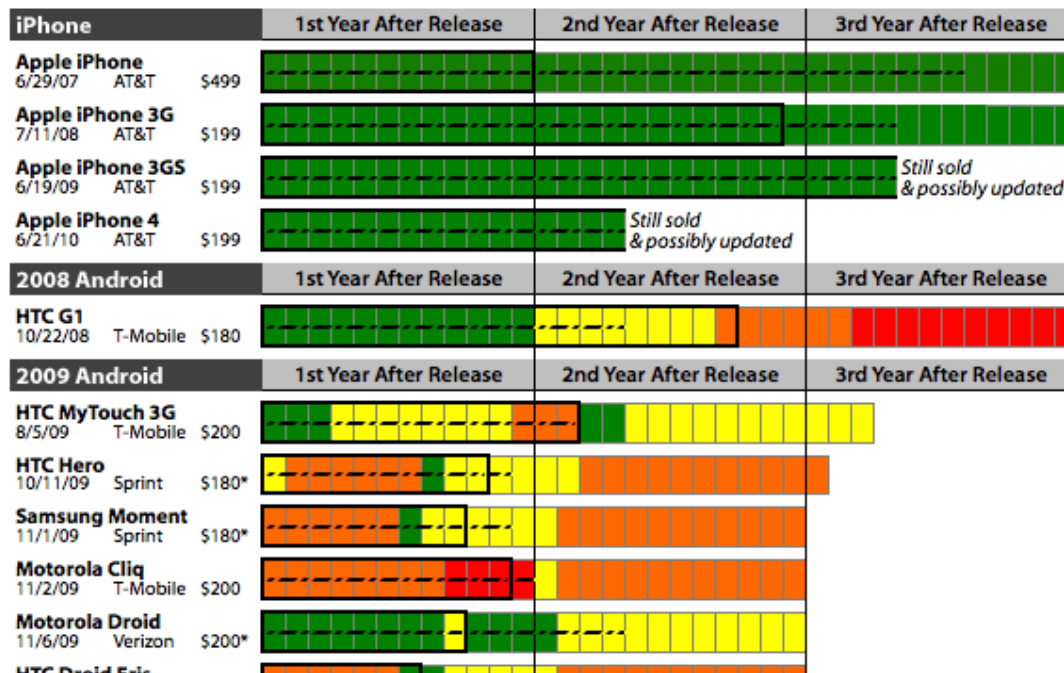 iPhone 1st Year After Release 2nd Year After Release 3rd Year After Release
Apple iPhone
6/29/07 AT&T $499
Apple iPhone 3G
7/11/08 AT&T $199
Apple iPhone 3GS
6/19/09 AT&T $199
Still sold
& possibly updated
Apple iPhone 4
6/21/10 AT&T $199
Still sold
& possibly updated
2008 Android 1st Year After Release 2nd Year After Release 3rd Year After Release
HTC G1
10/22/08 T-Mobile $180
2009 Android 1st Year After Release 2nd Year After Release 3rd Year After Release
HTC MyTouch 3G
8/5/09 T-Mobile $200
HTC Hero
10/11/09 Sprint $180*
Samsung Moment
11/1/09 Sprint $180*
Motorola Cliq
11/2/09 T-Mobile $200
Motorola Droid
11/6/09 Verizon $200*
HTC Droid Eris